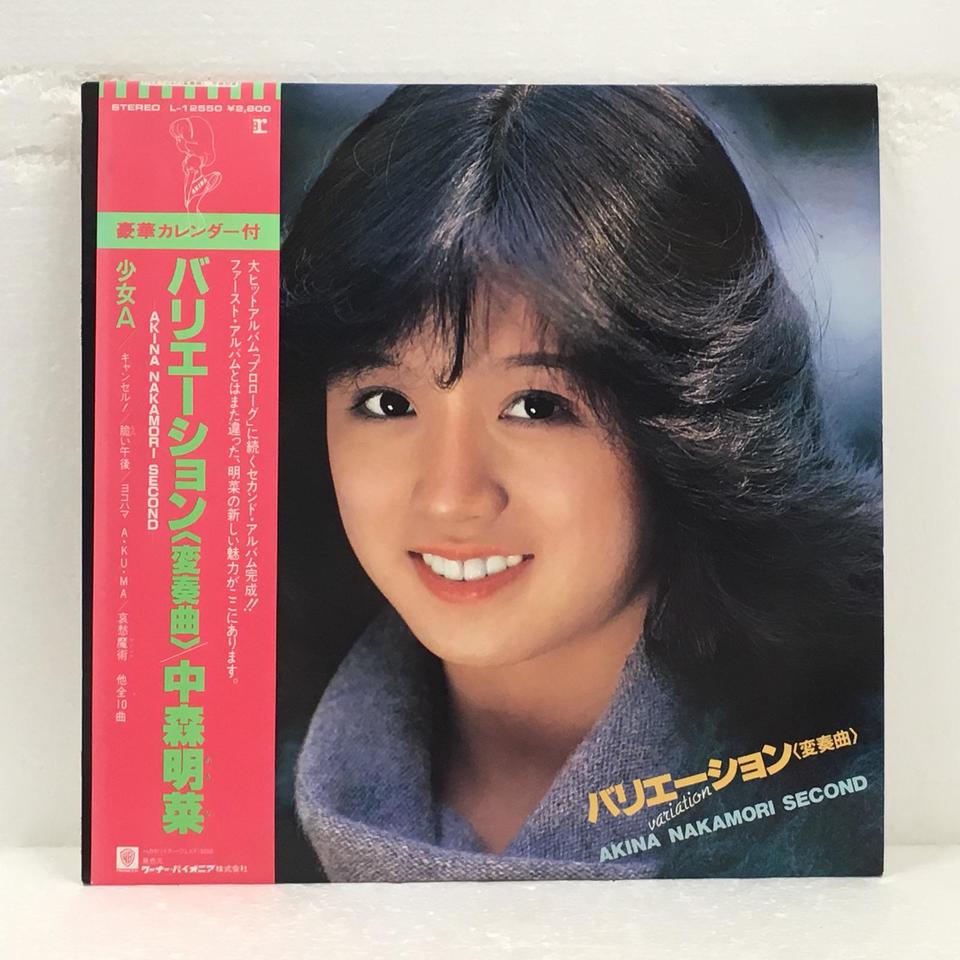 STEREO L-12550 ¥2,800
r
AKINA
豪華カレンダー付
大ヒットアルバム「プロローグ」に続くセカンド・アルバム完成!!
ファースト・アルバムとはまた違った、明菜の新しい魅力がここにあります。
バリエーション〈変奏曲〉/中森明菜
AKINA NAKAMORI SECOND
少女A/キャンセル!/脆い午後/ヨコハマ A・KU・MA/哀愁魔術 他全10曲
発売元
ワーナー・パイオニア株式会社
バリエーション〈変奏曲〉
variation
AKINA NAKAMORI SECOND